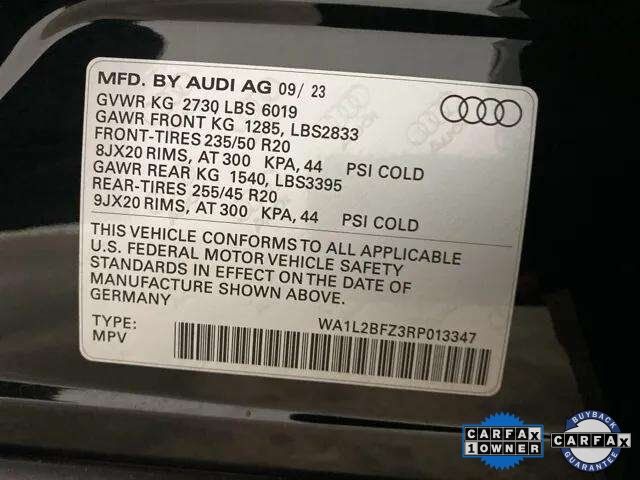 MFD. BY AUDI AG 09/ 23
GVWR KG 2730 LBS 6019
GAWR FRONT KG 1285, LBS2833
FRONT-TIRES 235/50 R20
8JX20 RIMS, AT 300 KPA, 44 PSI COLD
GAWR REAR KG 1540, LBS3395
REAR-TIRES 255/45 R20
9JX20 RIMS, AT 300 KPA, 44 PSI COLD
THIS VEHICLE CONFORMS TO ALL APPLICABLE
U.S. FEDERAL MOTOR VEHICLE SAFETY
STANDARDS IN EFFECT ON THE DATE OF
MANUFACTURE SHOWN ABOVE.
GERMANY
WA1L2BFZ3RP013347
TYPE:
MPV
CARFAX
1 OWNER
BUYBACK
CARFAX
GUARANTEE